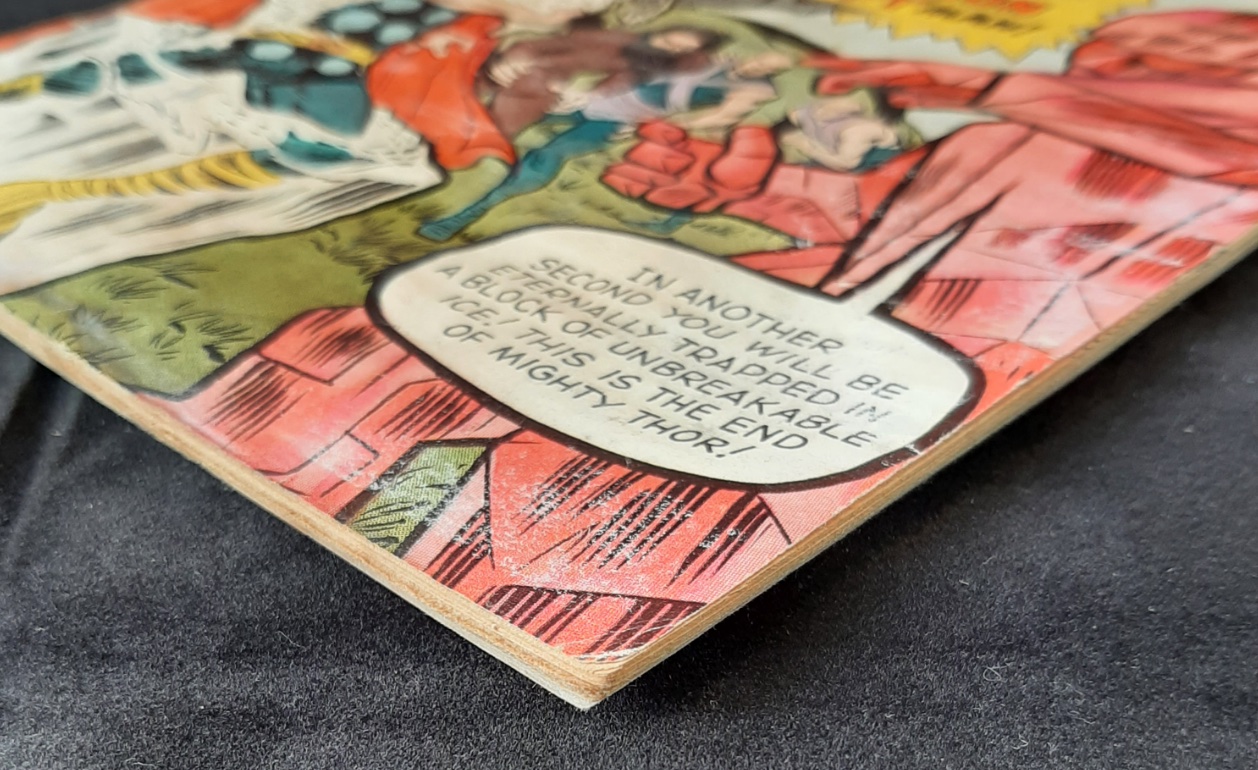 MAN!
IN ANOTHER
SECOND YOU WILL BE
ETERNALLY TRAPPED IN
A BLOCK OF UNBREAKABLE
ICE! THIS IS THE END
OF MIGHTY THOR!